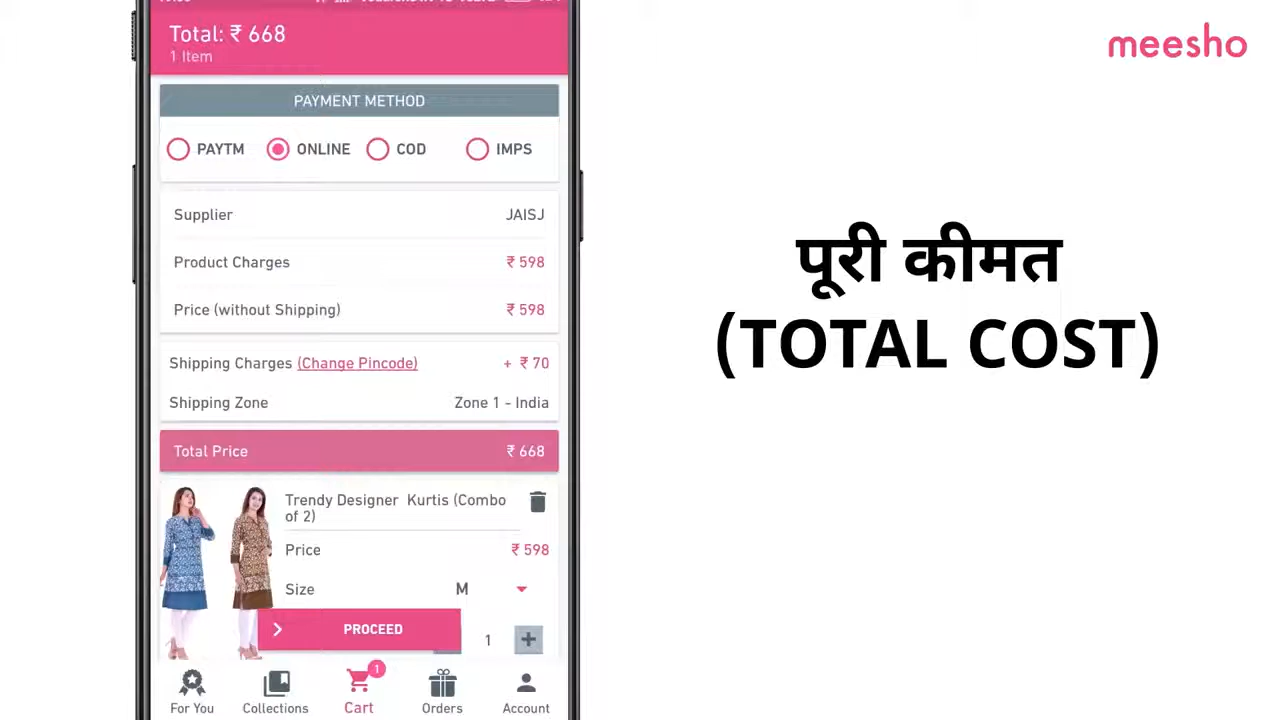 Total: ₹ 668
1 Item
meesho
PAYMENT METHOD
PAYTM ONLINE COD IMPS
Supplier JAISJ
Product Charges ₹ 598
Price (without Shipping) ₹ 598
Shipping Charges (Change Pincode) + ₹ 70
Shipping Zone Zone 1 - India
Total Price ₹ 668
Trendy Designer Kurtis (Combo
of 2)
Price ₹ 598
Size M
PROCEED
1
1
For You Collections Cart Orders Account
पूरी कीमत
(TOTAL COST)